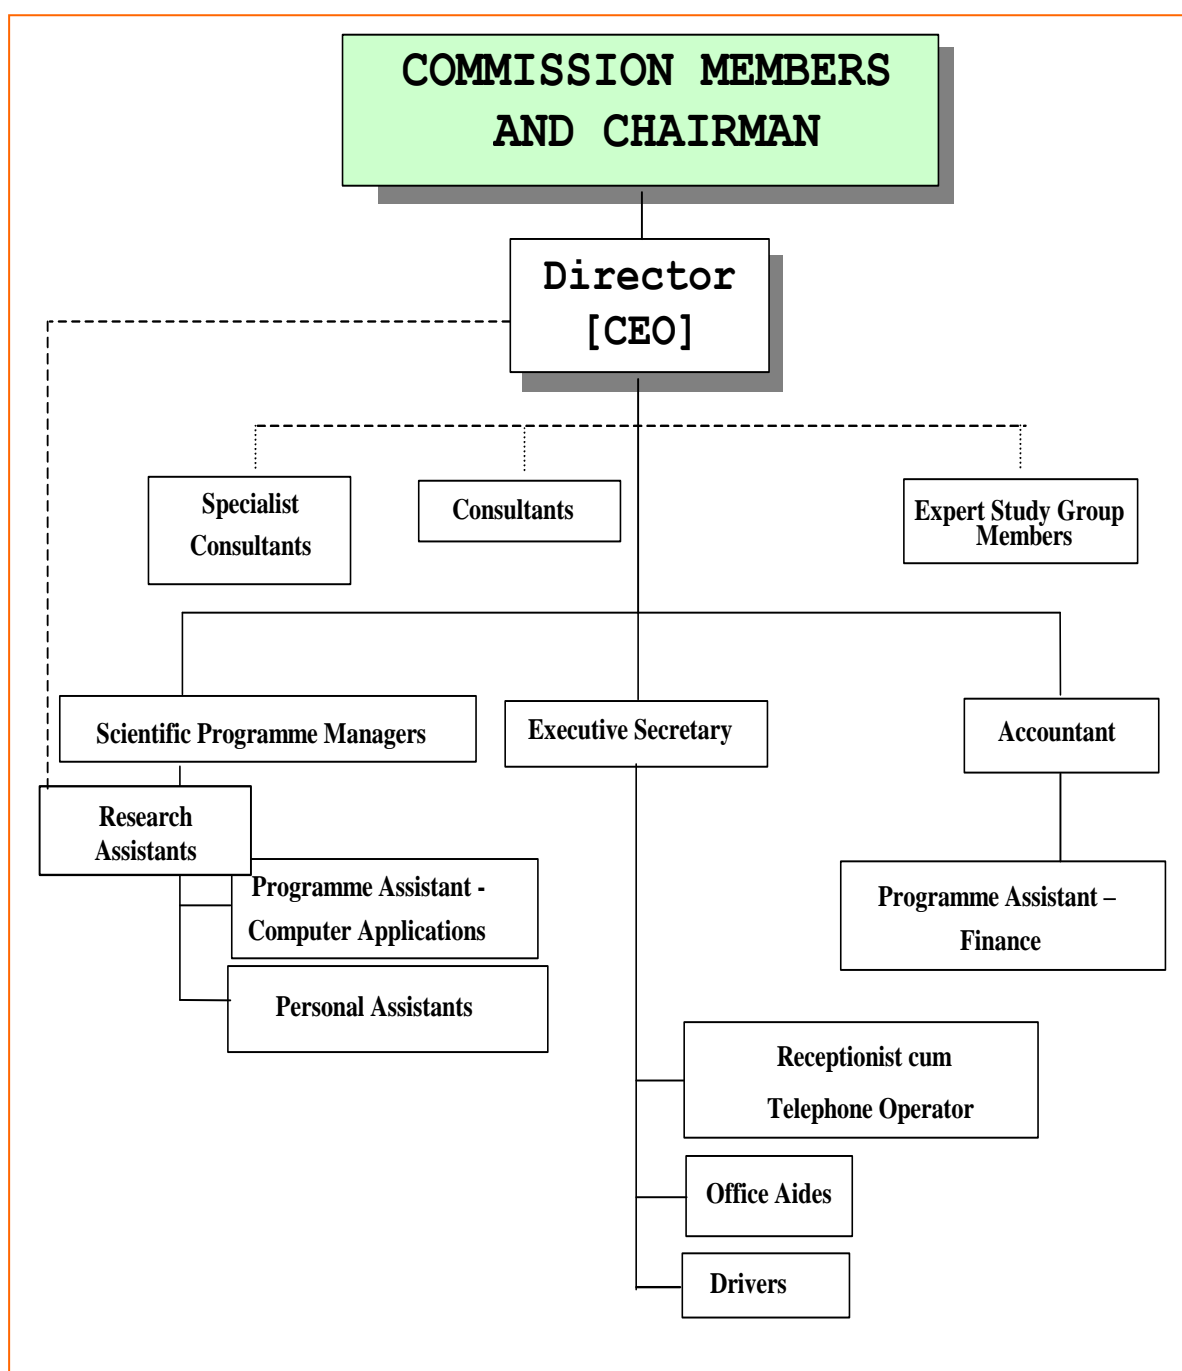 COMMISSION MEMBERS
AND CHAIRMAN
Director
[CEO]
Specialist
Consultants
Consultants
Expert Study Group
Members
Scientific Programme Managers
Executive Secretary
Accountant
Research
Assistants
Programme Assistant -
Computer Applications
Programme Assistant –
Finance
Personal Assistants
Receptionist cum
Telephone Operator
Office Aides
Drivers